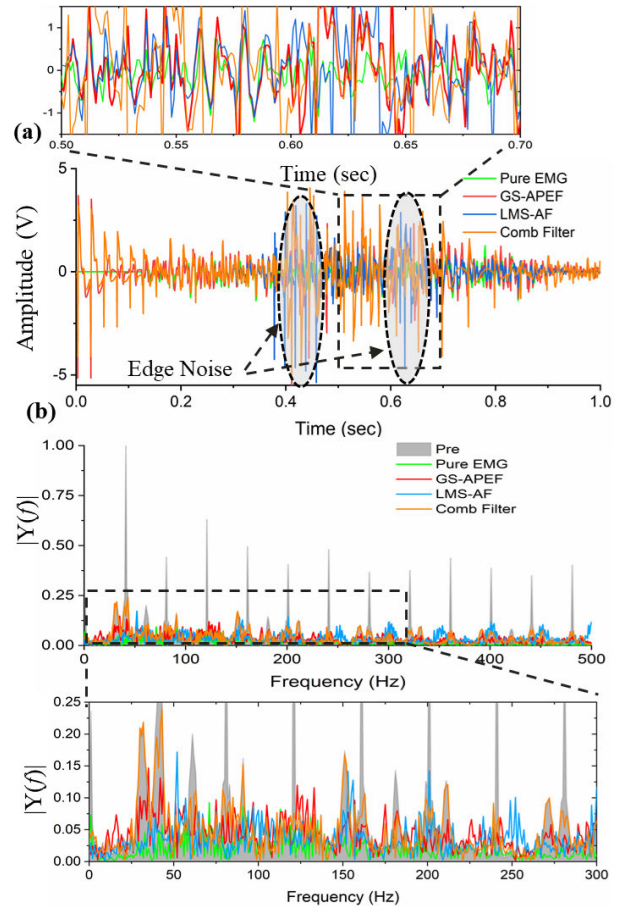 1
0
-1
0.50 0.55 0.60 0.65 0.70
(a)
Time (sec)
5
0
-5
Amplitude (V)
Pure EMG
GS-APEF
LMS-AF
Comb Filter
Edge Noise
0.0 0.2 0.4 0.6 0.8 1.0
Time (sec)
(b)
1.00
0.75
0.50
0.25
0.00
|Y(f)|
Pre
Pure EMG
GS-APEF
LMS-AF
Comb Filter
0 100 200 300 400 500
Frequency (Hz)
0.25
0.20
0.15
0.10
0.05
0.00
|Y(f)|
0 50 100 150 200 250 300
Frequency (Hz)